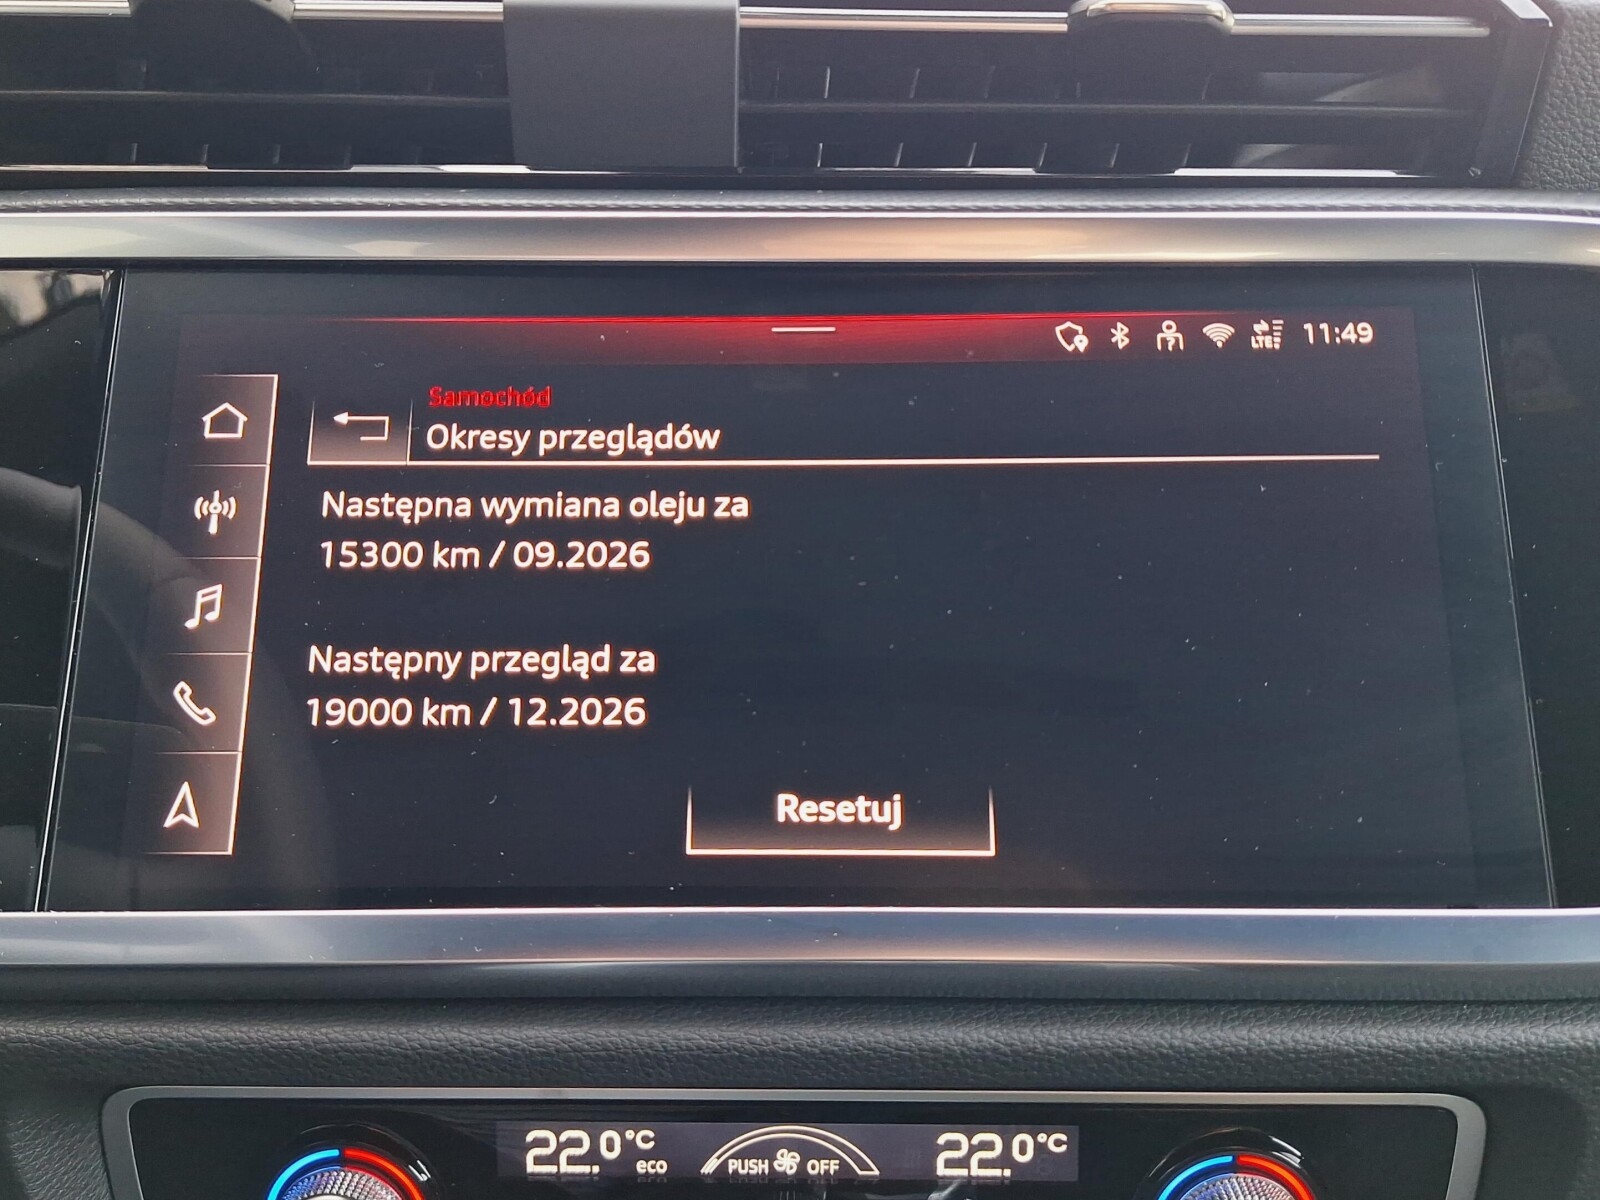 LTE
11:49
Samochód
Okresy przeglądów
Następna wymiana oleju za
15300 km / 09.2026
Następny przegląd za
19000 km / 12.2026
Resetuj
22.0°C
eco
PUSH OFF
22.0°C